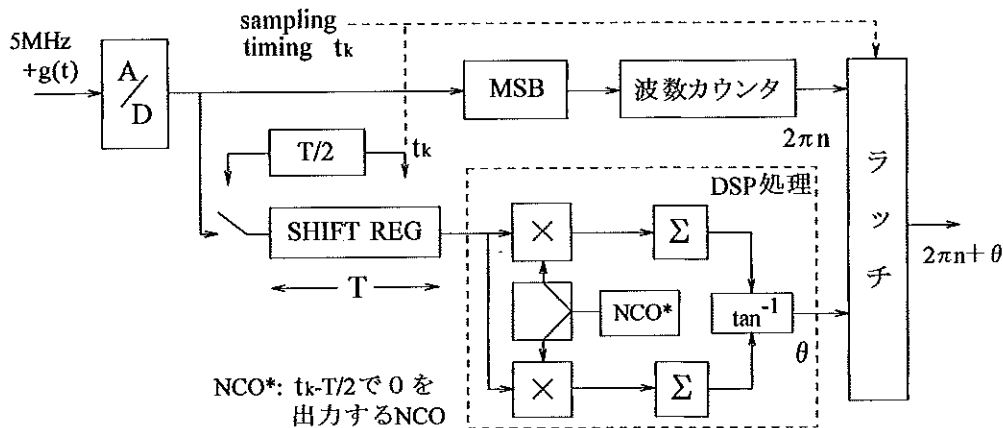 sampling
timing tk
5MHz
+g(t)
A/D
MSB
波数カウンタ
2πn
T/2
tk
DSP処理
SHIFT REG
T
×
Σ
NCO*
tan⁻¹
θ
×
Σ
ラッチ
2πn+θ
NCO*: tk-T/2で0を
出力するNCO